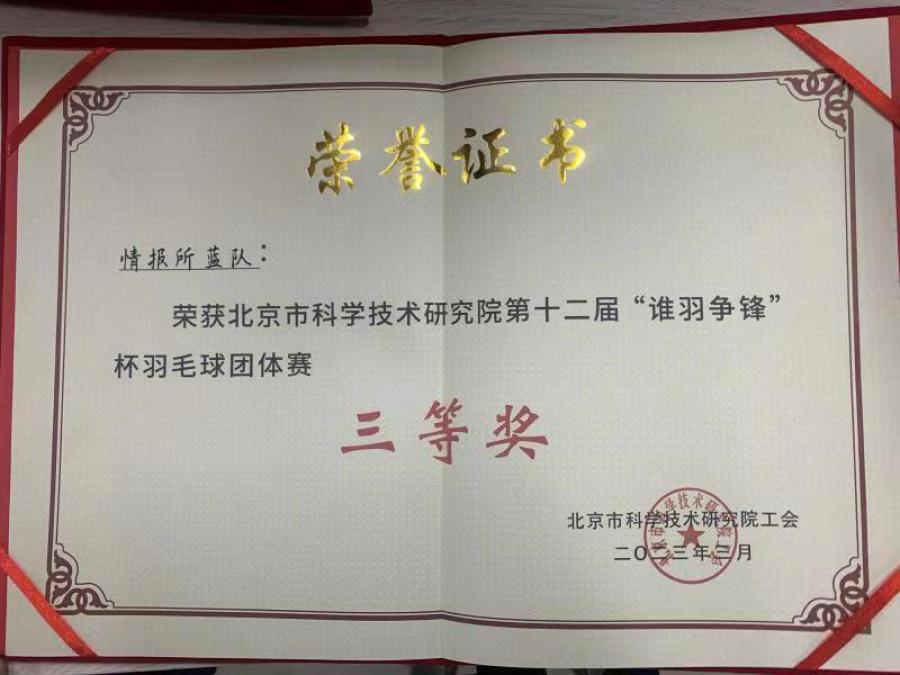 荣誉证书
情报所蓝队：
荣获北京市科学技术研究院第十二届“谁羽争锋”
杯羽毛球团体赛
三等奖
北京市科学技术研究院工会
二〇二三年三月